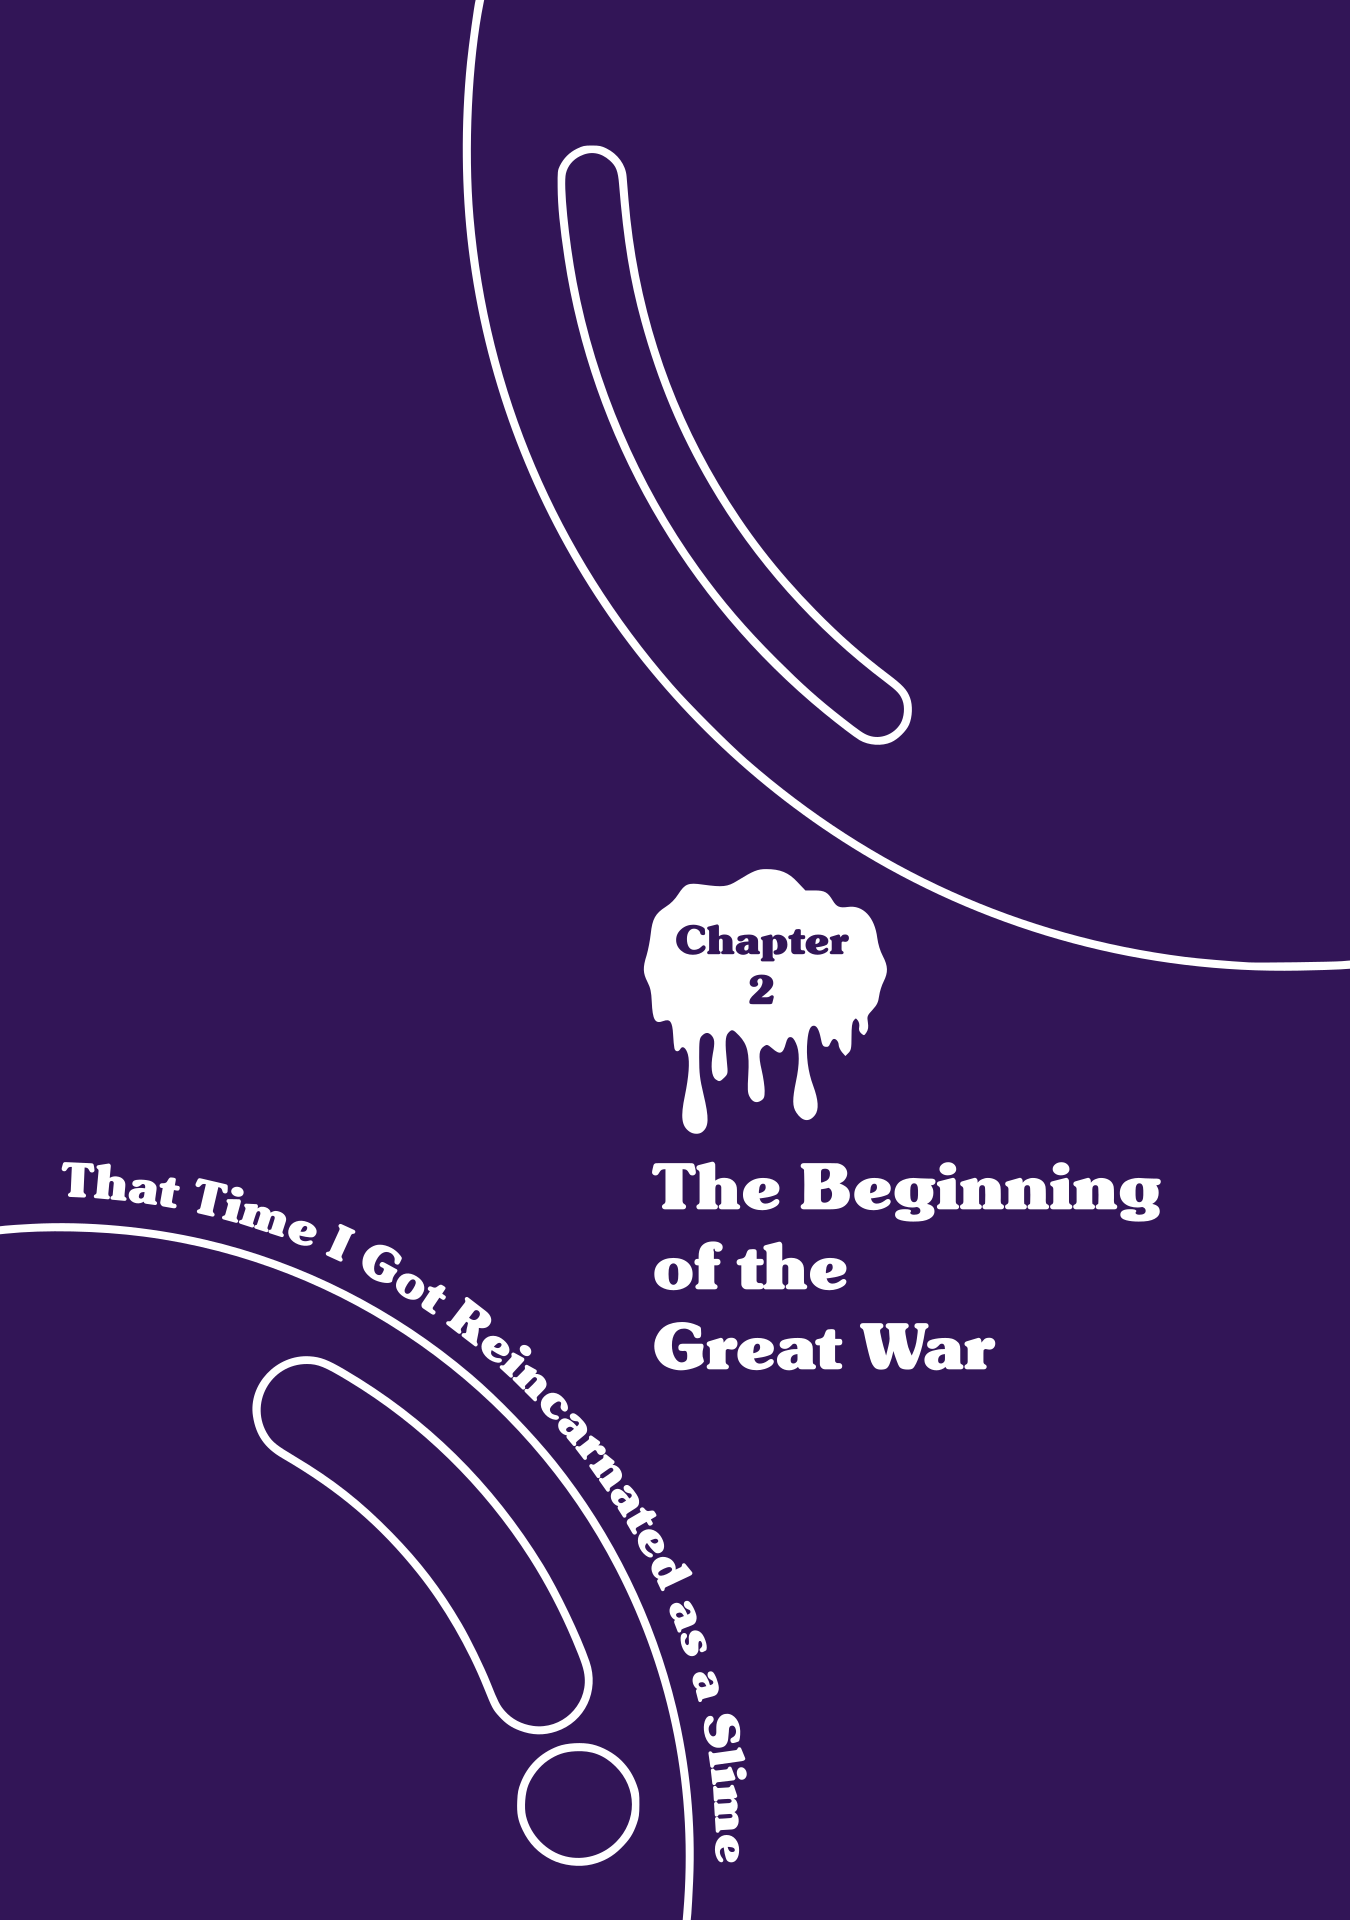 Chapter
2
The Beginning
of the
Great War
That Time I Got Reincarnated as a Slime